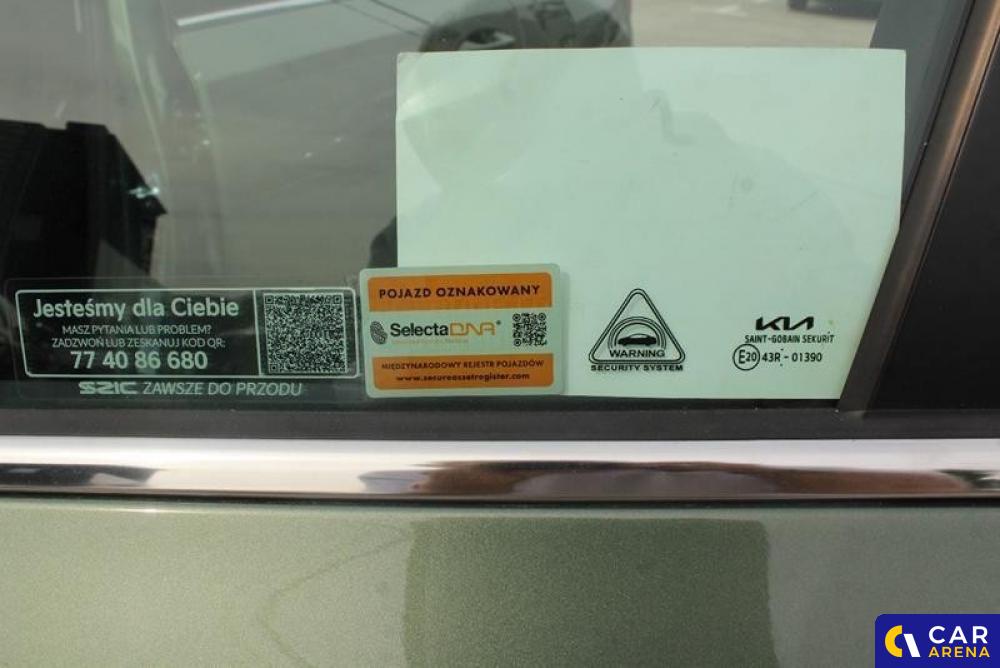 Jesteśmy dla Ciebie
MASZ PYTANIA LUB PROBLEM?
ZADZWOŃ LUB ZESKANUJ KOD QR:
77 40 86 680
SZIC ZAWSZE DO PRZODU
POJAZD OZNAKOWANY
SelectaDNA®
MIĘDZYNARODOWY REJESTR POJAZDÓW
www.secureassetregister.com
WARNING
SECURITY SYSTEM
KIA
SAINT-GOBAIN SEKURIT
E20 43R - 01390
CAR
ARENA